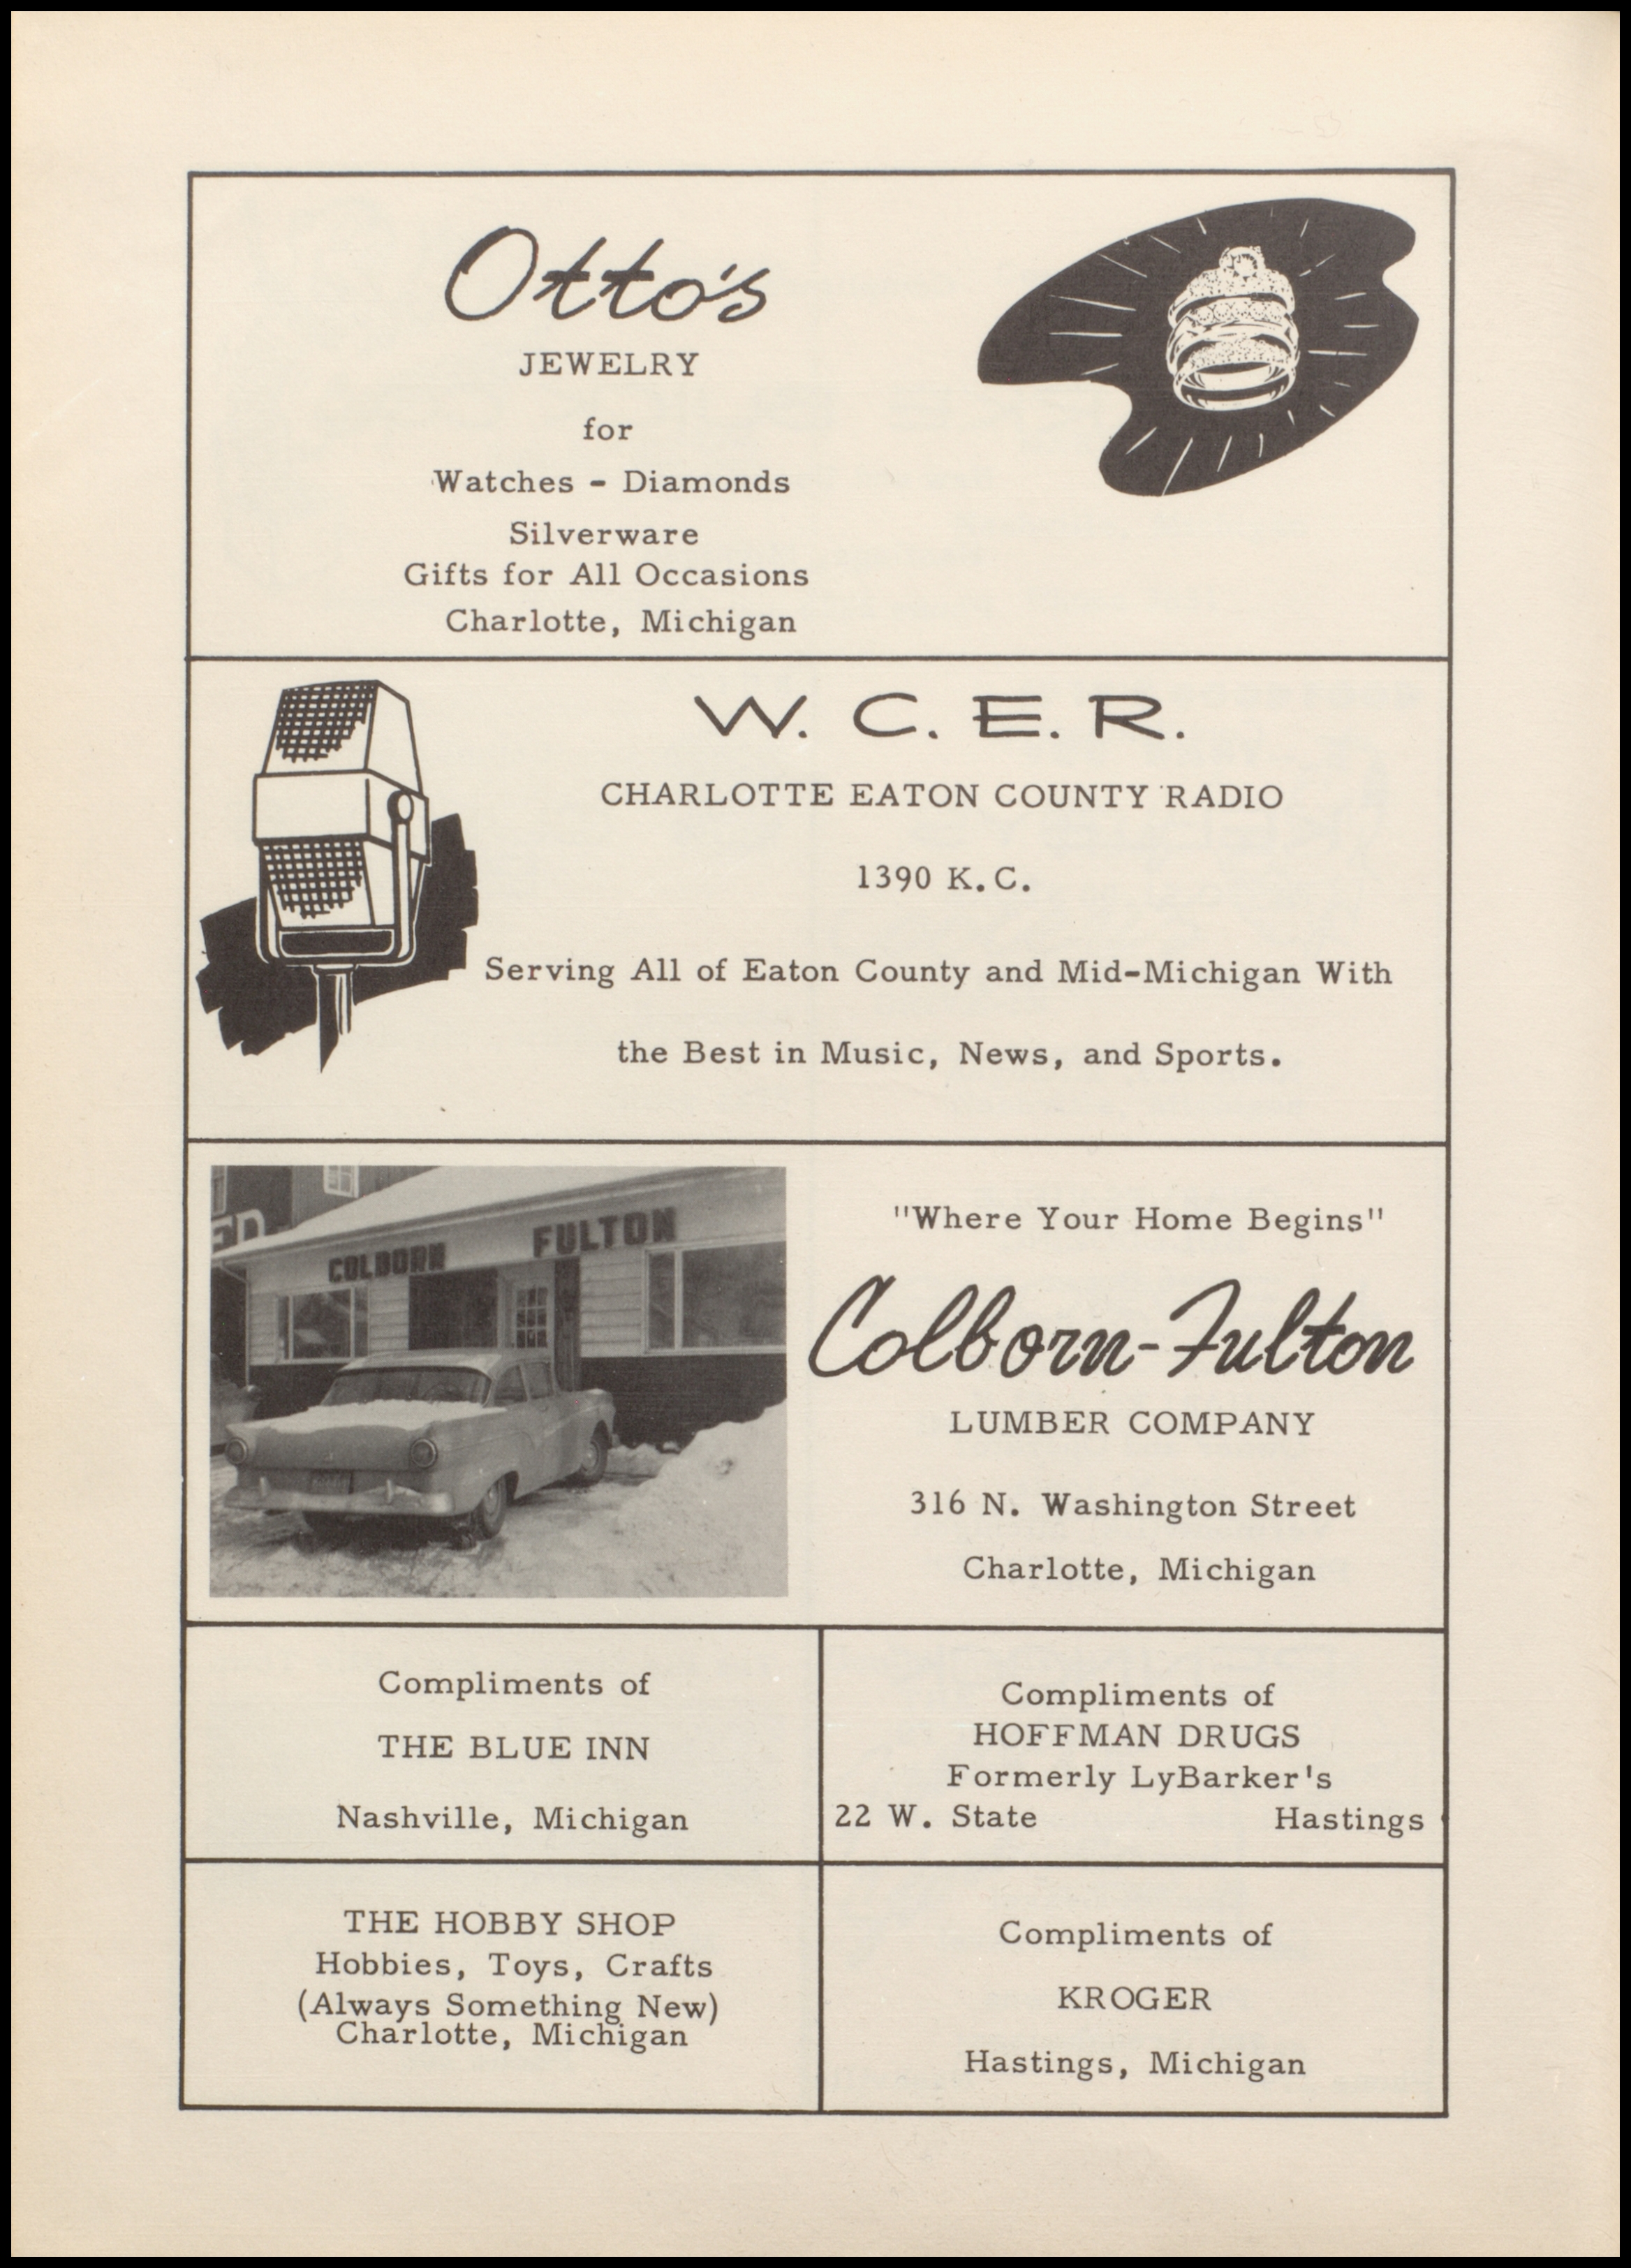 Otto's
JEWELRY
for
Watches - Diamonds
Silverware
Gifts for All Occasions
Charlotte, Michigan
W. C. E. R.
CHARLOTTE EATON COUNTY RADIO
1390 K. C.
Serving All of Eaton County and Mid-Michigan With
the Best in Music, News, and Sports.
ED
COLBORN FULTON
"Where Your Home Begins"
Colborn-Fulton
LUMBER COMPANY
316 N. Washington Street
Charlotte, Michigan
Compliments of
THE BLUE INN
Nashville, Michigan
Compliments of
HOFFMAN DRUGS
Formerly LyBarker's
22 W. State Hastings
THE HOBBY SHOP
Hobbies, Toys, Crafts
(Always Something New)
Charlotte, Michigan
Compliments of
KROGER
Hastings, Michigan